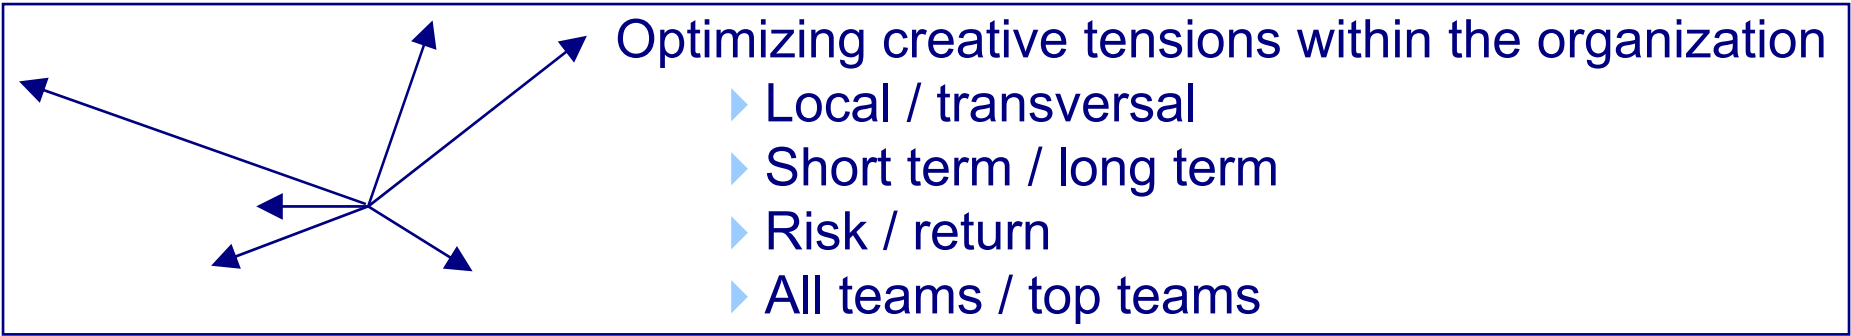 Optimizing creative tensions within the organization
Local / transversal
Short term / long term
Risk / return
All teams / top teams